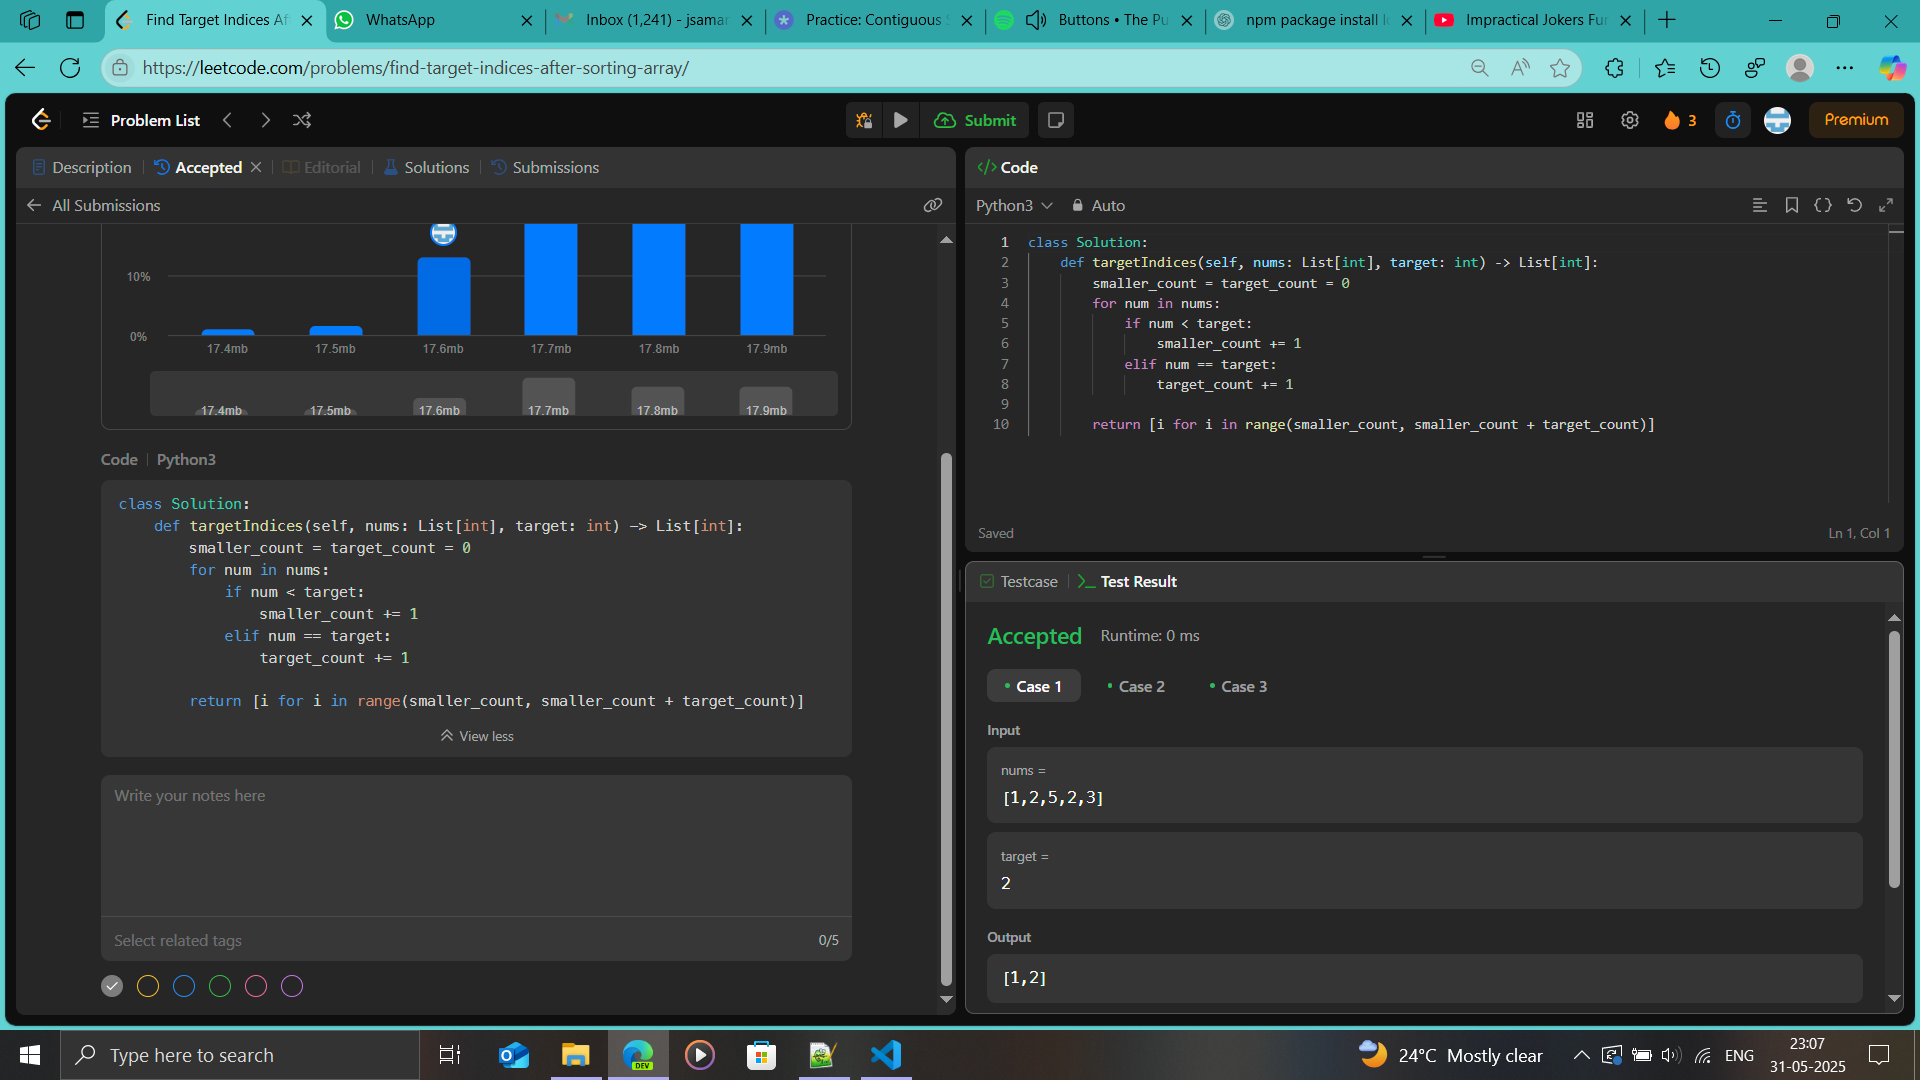 Find Target Indices Af
WhatsApp
Inbox (1,241) - jsamar
Practice: Contiguous S
Buttons • The Pu
npm package install lo
Impractical Jokers Fu
https://leetcode.com/problems/find-target-indices-after-sorting-array/
Problem List
Submit
3
Premium
Description
Accepted
Editorial
Solutions
Submissions
All Submissions
10%
0%
17.4mb
17.5mb
17.6mb
17.7mb
17.8mb
17.9mb
17.4mb
17.5mb
17.6mb
17.7mb
17.8mb
17.9mb
Code
Python3
class Solution:
    def targetIndices(self, nums: List[int], target: int) -> List[int]:
        smaller_count = target_count = 0
        for num in nums:
            if num < target:
                smaller_count += 1
            elif num == target:
                target_count += 1
        return [i for i in range(smaller_count, smaller_count + target_count)]
View less
Write your notes here
Select related tags
0/5
</> Code
Python3
Auto
1 class Solution:
2     def targetIndices(self, nums: List[int], target: int) -> List[int]:
3         smaller_count = target_count = 0
4         for num in nums:
5             if num < target:
6                 smaller_count += 1
7             elif num == target:
8                 target_count += 1
9
10         return [i for i in range(smaller_count, smaller_count + target_count)]
Saved
Ln 1, Col 1
Testcase
Test Result
Accepted
Runtime: 0 ms
Case 1
Case 2
Case 3
Input
nums =
[1,2,5,2,3]
target =
2
Output
[1,2]
Type here to search
DEV
24°C Mostly clear
ENG
23:07
31-05-2025